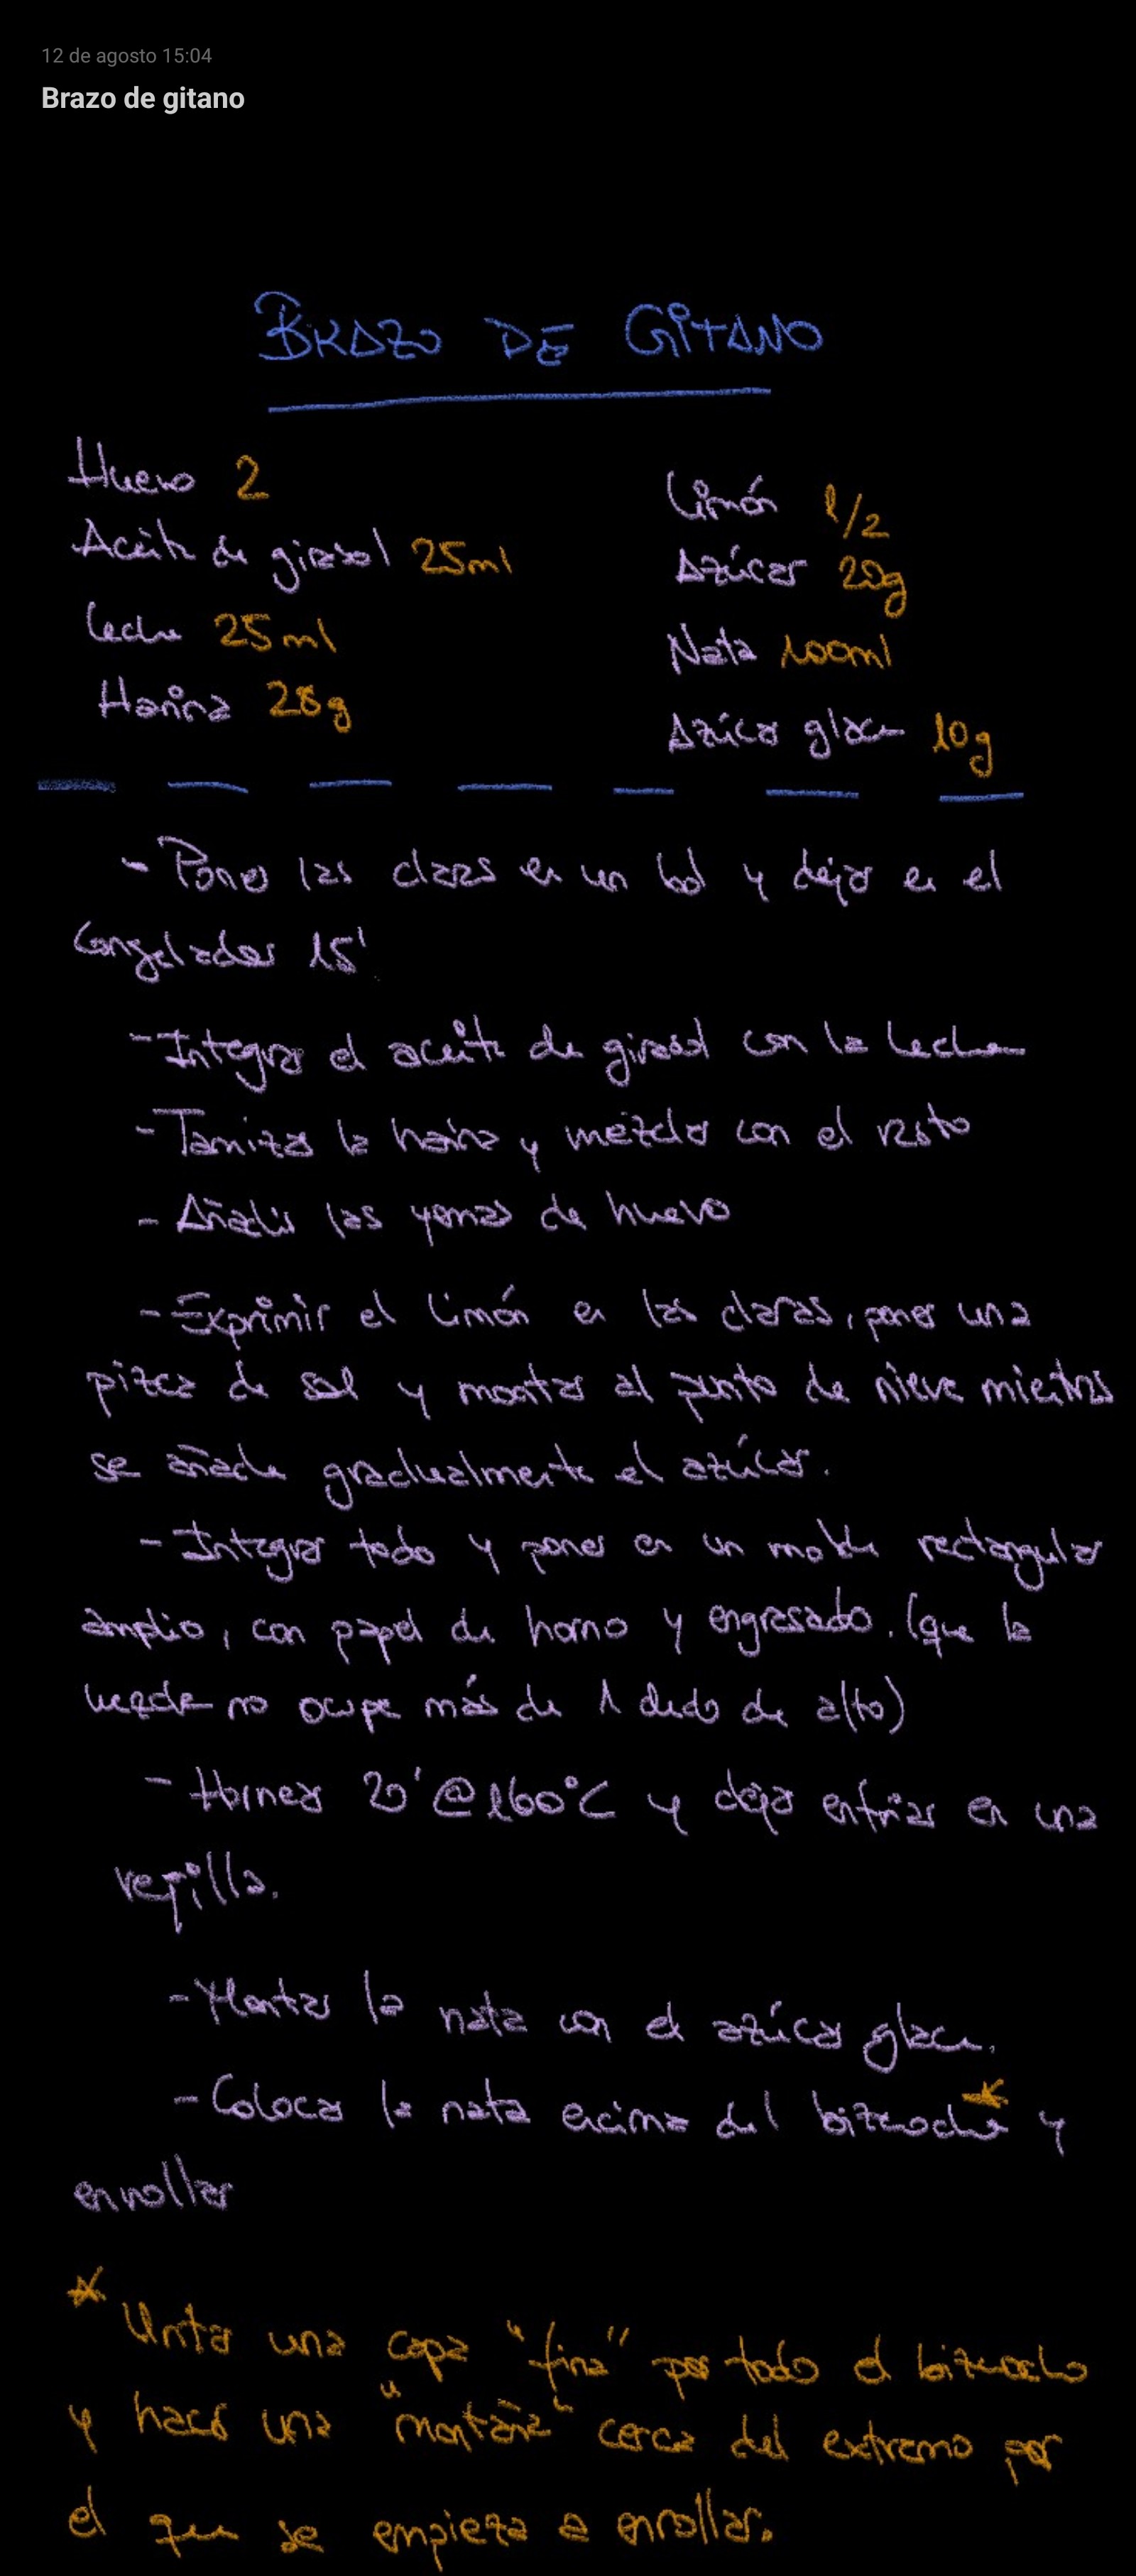 12 de agosto 15:04
Brazo de gitano
BRAZO DE GITANO
Huevo 2
Aceite de girasol 25ml
Leche 25ml
Harina 28g
Limón 1/2
Azúcar 20g
Nata 100ml
Azúcar glace 10g
- Poner las claras en un bol y dejar en el
congelador 15'
- Integrar el aceite de girasol con la leche
- Tamizar la harina y mezclar con el resto
- Añadir las yemas de huevo
- Exprimir el limón en las claras, poner una
pizca de sal y montar al punto de nieve mientras
se añade gradualmente el azúcar.
- Integrar todo y poner en un molde rectangular
amplio, con papel de horno y engrasado. (que la
mezcla no ocupe más de 1 dedo de alto)
- Hornear 20' @160°C y dejar enfriar en una
rejilla.
- Montar la nata con el azúcar glace.
- Colocar la nata encima del bizcocho* y
enrollar
* Untar una capa "fina" por todo el bizcocho
y hacer una "montaña" cerca del extremo por
el que se empieza a enrollar.